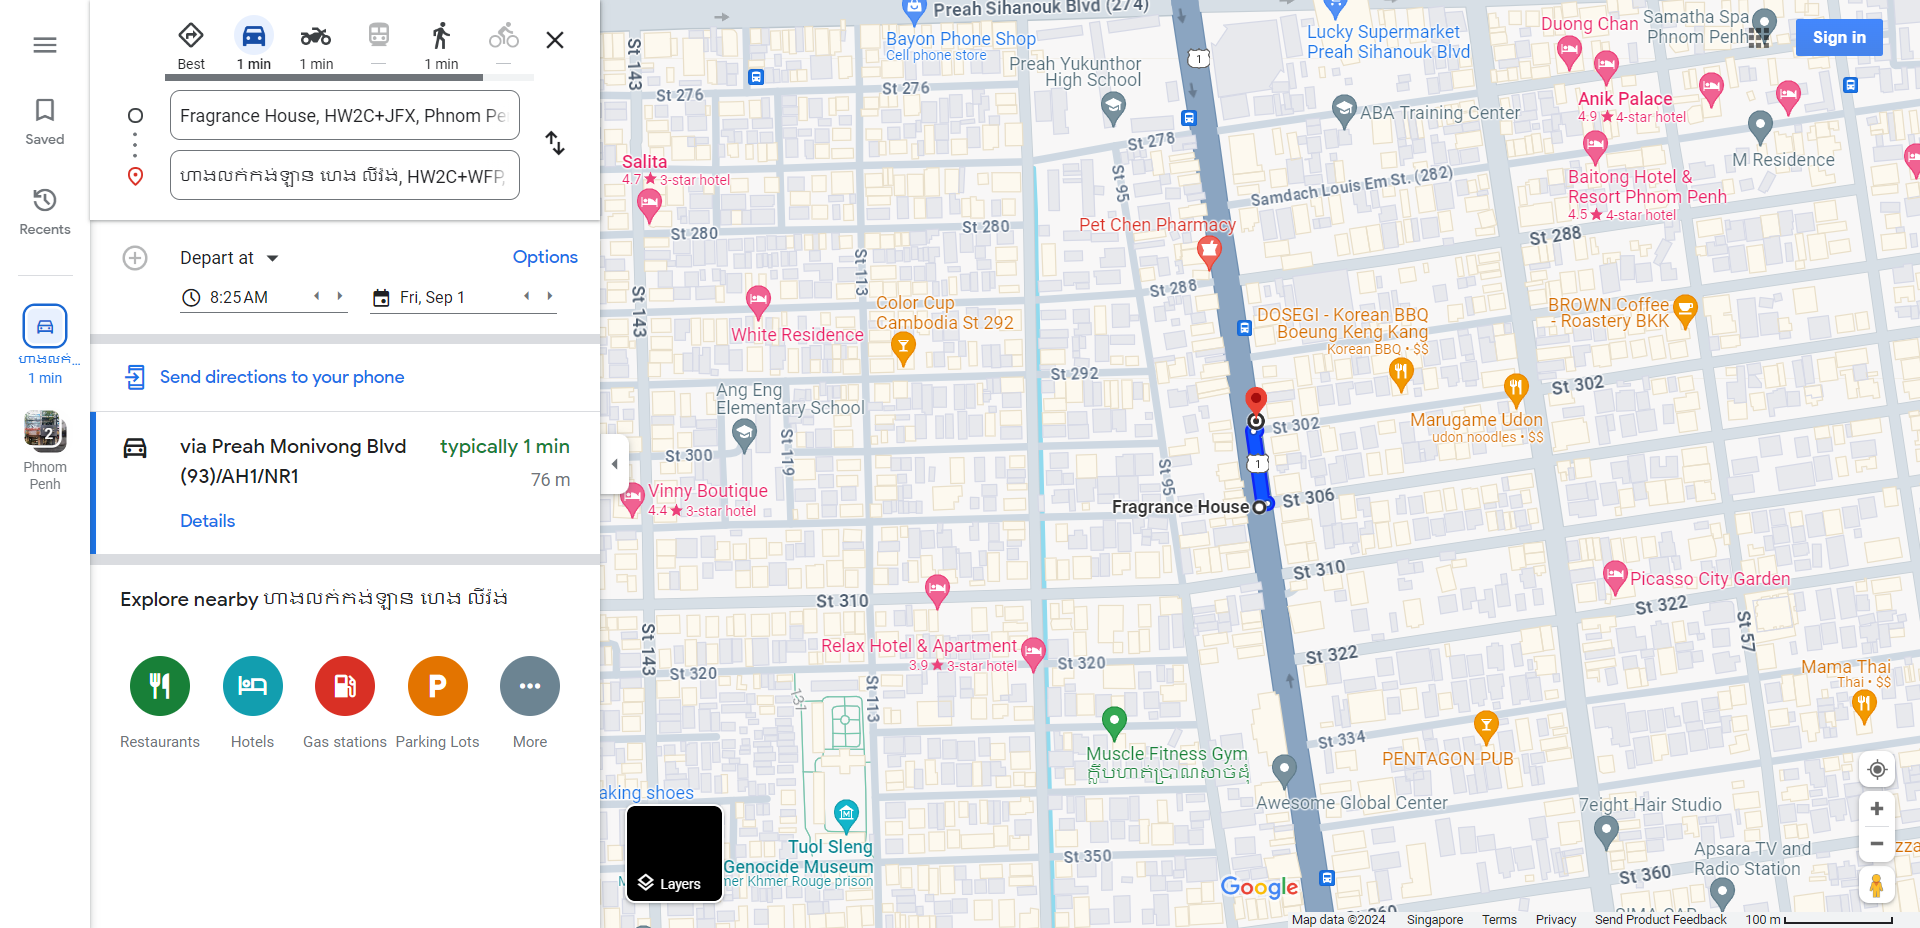 Saved
Recents
ហាងលក់...
1 min
2
Phnom
Penh
Best
1 min
1 min
—
1 min
—
Fragrance House, HW2C+JFX, Phnom Pe
ហាងលក់កង់ឡាន ហេង លីវ៉ង់, HW2C+WFP,
Depart at
Options
8:25 AM
Fri, Sep 1
Send directions to your phone
via Preah Monivong Blvd
(93)/AH1/NR1
typically 1 min
76 m
Details
Explore nearby ហាងលក់កង់ឡាន ហេង លីវ៉ង់
Restaurants
Hotels
Gas stations
P
Parking Lots
More
Preah Sihanouk Blvd (274)
Bayon Phone Shop
Cell phone store
Preah Yukunthor
High School
Lucky Supermarket
Preah Sihanouk Blvd
Duong Chan
Samatha Spa
Phnom Penh
Sign in
St 143
St 276
St 276
1
Anik Palace
4.9 ★ 4-star hotel
ABA Training Center
St 278
M Residence
Salita
4.7 ★ 3-star hotel
St 95
Samdach Louis Em St. (282)
Baitong Hotel &
Resort Phnom Penh
4.5 ★ 4-star hotel
St 280
St 280
Pet Chen Pharmacy
St 288
St 113
St 288
St 143
White Residence
Color Cup
Cambodia St 292
DOSEGI - Korean BBQ
Boeung Keng Kang
Korean BBQ • $$
BROWN Coffee
- Roastery BKK
St 292
St 302
Ang Eng
Elementary School
St 302
Marugame Udon
udon noodles • $$
St 300
St 119
St 95
1
Vinny Boutique
4.4 ★ 3-star hotel
Fragrance House
St 306
St 310
Picasso City Garden
St 310
St 322
St 57
St 143
Relax Hotel & Apartment
3.9 ★ 3-star hotel
St 320
St 320
St 322
Mama Thai
Thai • $$
131
St 113
St 334
Muscle Fitness Gym
ក្លឹបហាត់ប្រាណសាច់ដុំ
PENTAGON PUB
aking shoes
Awesome Global Center
7eight Hair Studio
Tuol Sleng
Genocide Museum
mer Khmer Rouge prison
St 350
Apsara TV and
Radio Station
zza
Layers
Google
St 360
Map data ©2024
Singapore
Terms
Privacy
Send Product Feedback
100 m